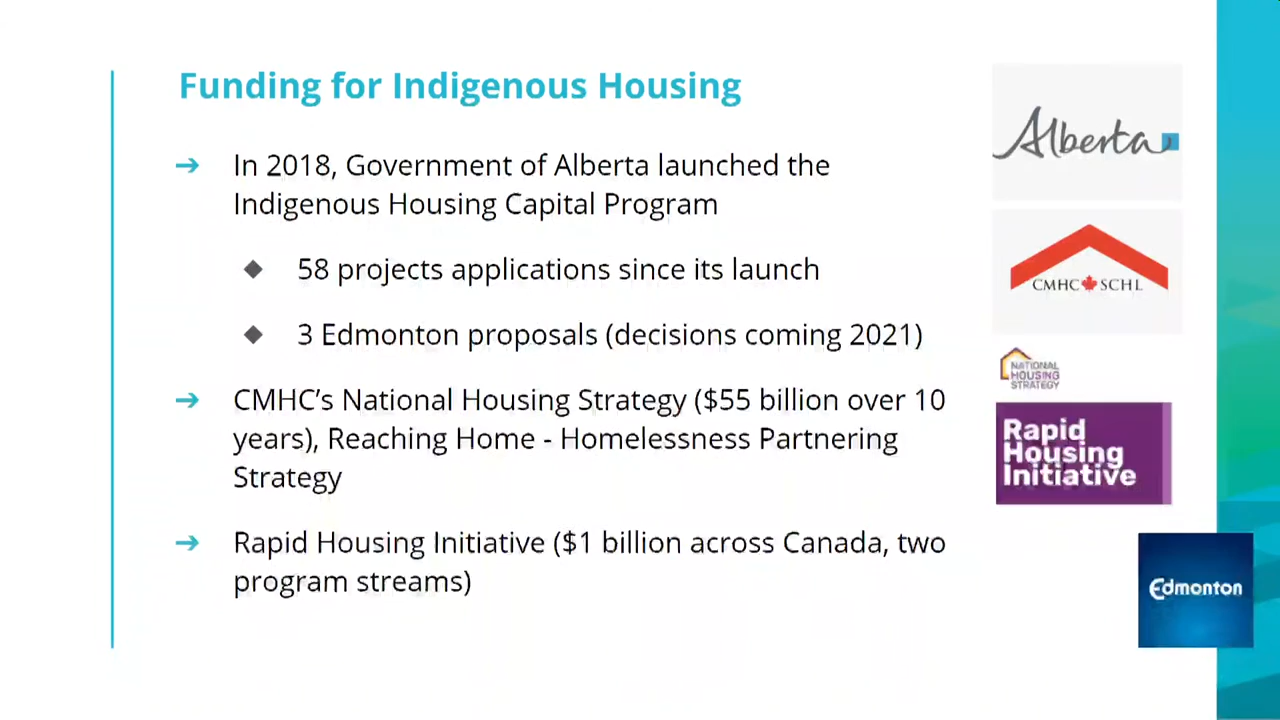 Funding for Indigenous Housing
➔ In 2018, Government of Alberta launched the
Indigenous Housing Capital Program
◆ 58 projects applications since its launch
◆ 3 Edmonton proposals (decisions coming 2021)
➔ CMHC’s National Housing Strategy ($55 billion over 10
years), Reaching Home - Homelessness Partnering
Strategy
➔ Rapid Housing Initiative ($1 billion across Canada, two
program streams)
Alberta
CMHC SCHL
NATIONAL
HOUSING
STRATEGY
Rapid
Housing
Initiative
Edmonton